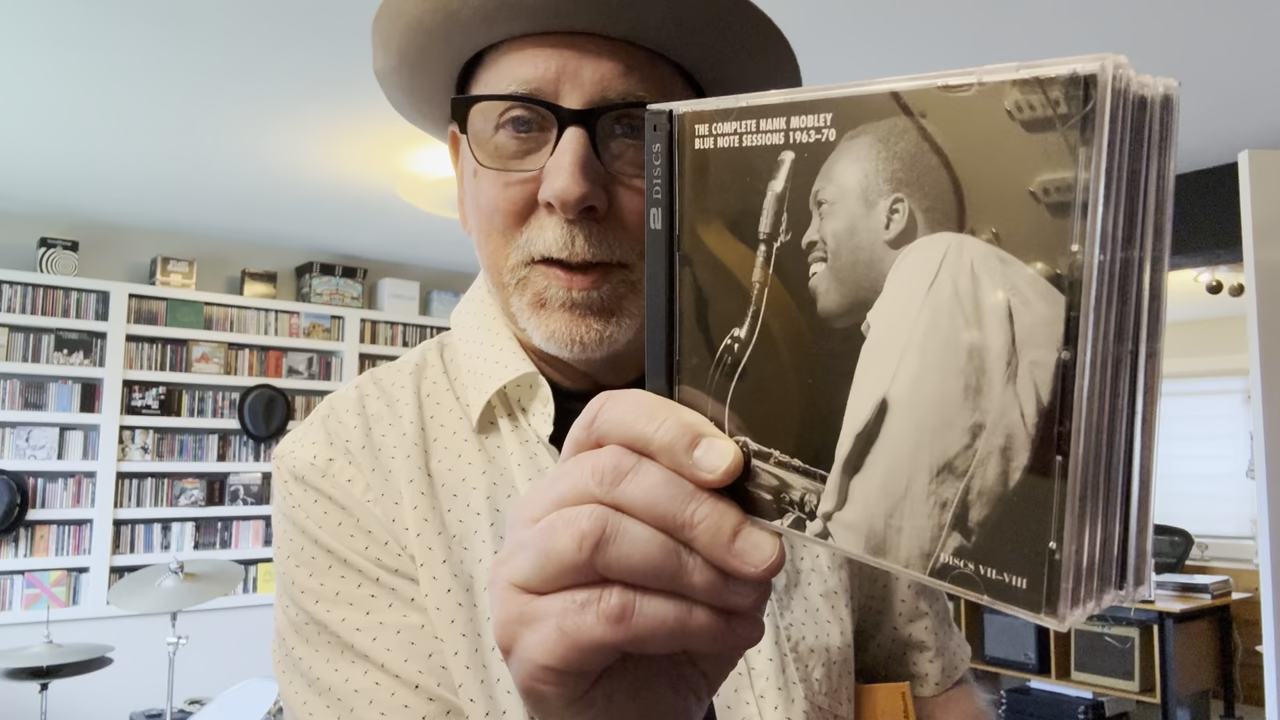 THE COMPLETE HANK MOBLEY
BLUE NOTE SESSIONS 1963–70
2 DISCS
DISCS VII–VIII